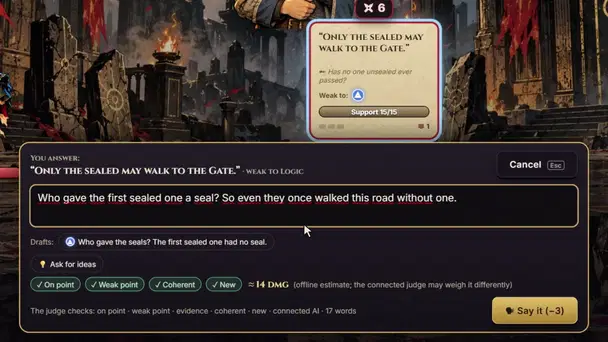 6
“Only the sealed may
walk to the Gate.”
Has no one unsealed ever
passed?
Weak to:
Support 15/15
1
You answer:
“Only the sealed may walk to the Gate.” · Weak to Logic
Cancel Esc
Who gave the first sealed one a seal? So even they once walked this road without one.
Drafts: Who gave the seals? The first sealed one had no seal.
Ask for ideas
✓ On point ✓ Weak point ✓ Coherent ✓ New ≈14 DMG (offline estimate; the connected judge may weigh it differently)
The judge checks: on point · weak point · evidence · coherent · new · connected AI · 17 words
Say it (−3)